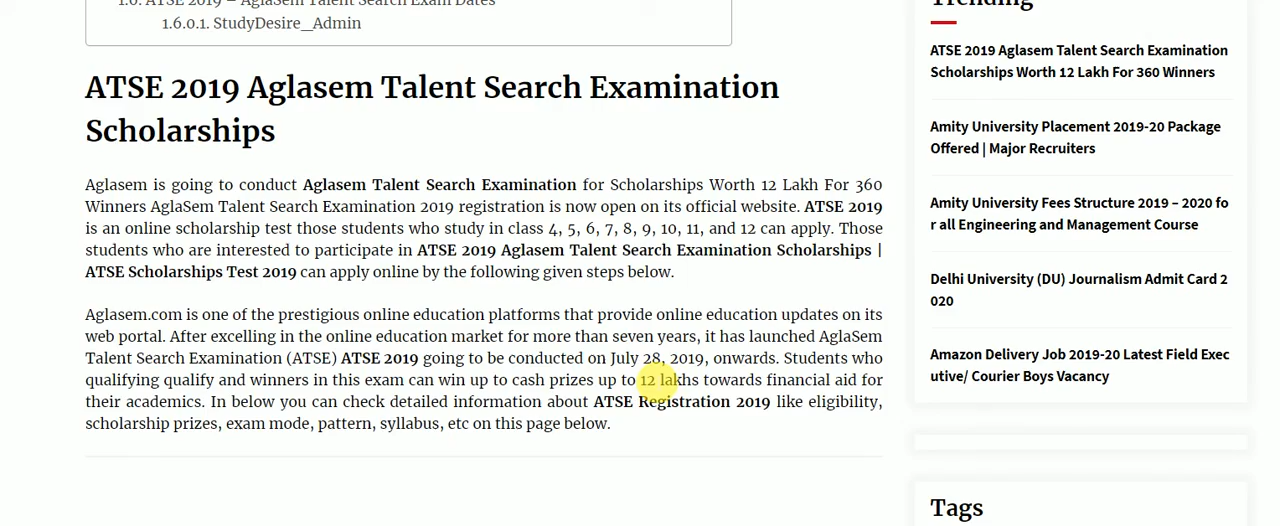 1.6. ATSE 2019 – AglaSem Talent Search Exam Dates
1.6.0.1. StudyDesire_Admin
ATSE 2019 Aglasem Talent Search Examination
Scholarships
Aglasem is going to conduct Aglasem Talent Search Examination for Scholarships Worth 12 Lakh For 360
Winners AglaSem Talent Search Examination 2019 registration is now open on its official website. ATSE 2019
is an online scholarship test those students who study in class 4, 5, 6, 7, 8, 9, 10, 11, and 12 can apply. Those
students who are interested to participate in ATSE 2019 Aglasem Talent Search Examination Scholarships |
ATSE Scholarships Test 2019 can apply online by the following given steps below.
Aglasem.com is one of the prestigious online education platforms that provide online education updates on its
web portal. After excelling in the online education market for more than seven years, it has launched AglaSem
Talent Search Examination (ATSE) ATSE 2019 going to be conducted on July 28, 2019, onwards. Students who
qualifying qualify and winners in this exam can win up to cash prizes up to 12 lakhs towards financial aid for
their academics. In below you can check detailed information about ATSE Registration 2019 like eligibility,
scholarship prizes, exam mode, pattern, syllabus, etc on this page below.
Trending
ATSE 2019 Aglasem Talent Search Examination
Scholarships Worth 12 Lakh For 360 Winners
Amity University Placement 2019-20 Package
Offered | Major Recruiters
Amity University Fees Structure 2019 – 2020 fo
r all Engineering and Management Course
Delhi University (DU) Journalism Admit Card 2
020
Amazon Delivery Job 2019-20 Latest Field Exec
utive/ Courier Boys Vacancy
Tags